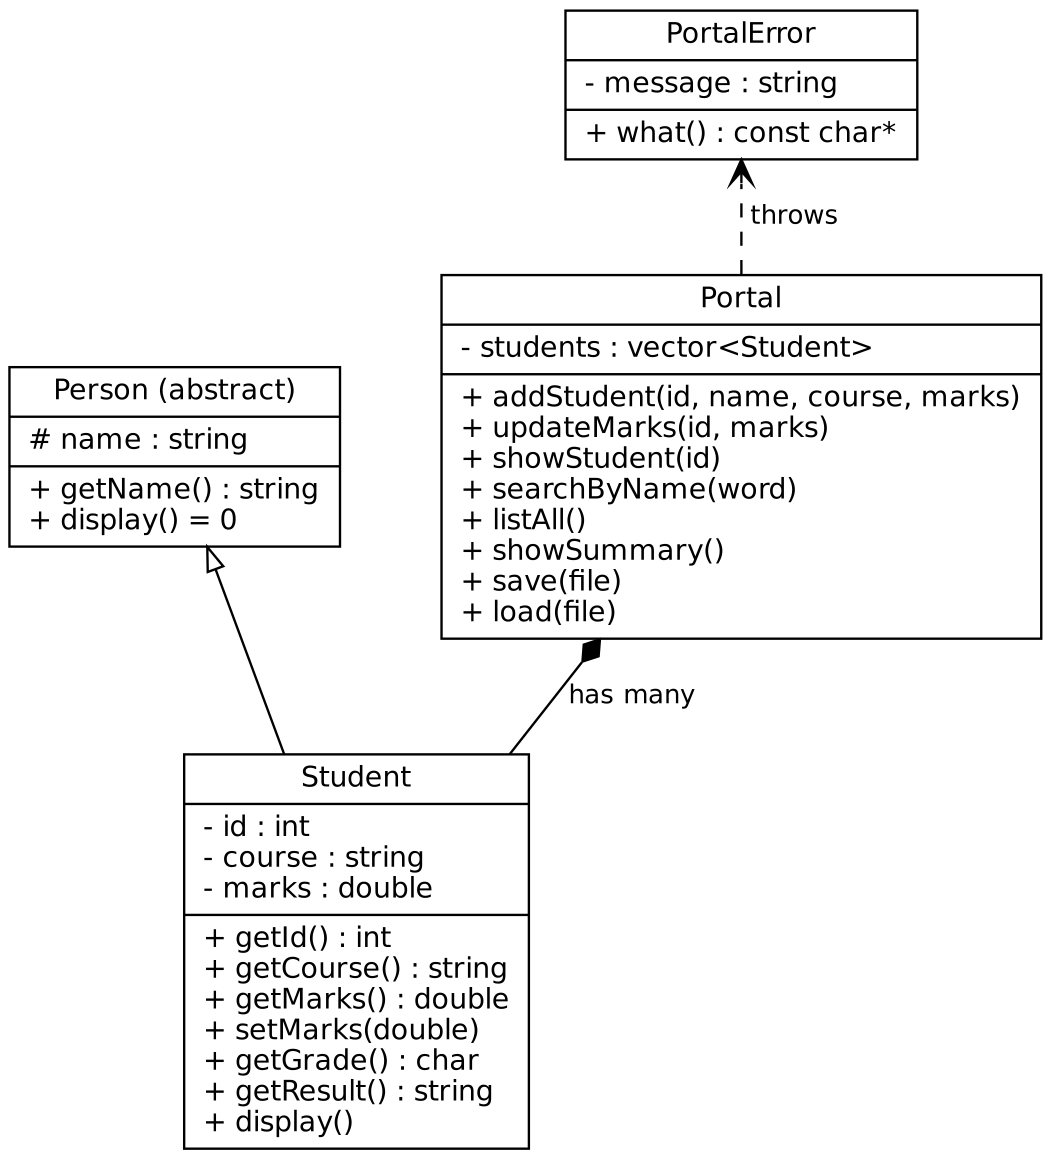 PortalError
- message : string
+ what() : const char*
throws
Portal
- students : vector<Student>
+ addStudent(id, name, course, marks)
+ updateMarks(id, marks)
+ showStudent(id)
+ searchByName(word)
+ listAll()
+ showSummary()
+ save(file)
+ load(file)
Person (abstract)
# name : string
+ getName() : string
+ display() = 0
has many
Student
- id : int
- course : string
- marks : double
+ getId() : int
+ getCourse() : string
+ getMarks() : double
+ setMarks(double)
+ getGrade() : char
+ getResult() : string
+ display()